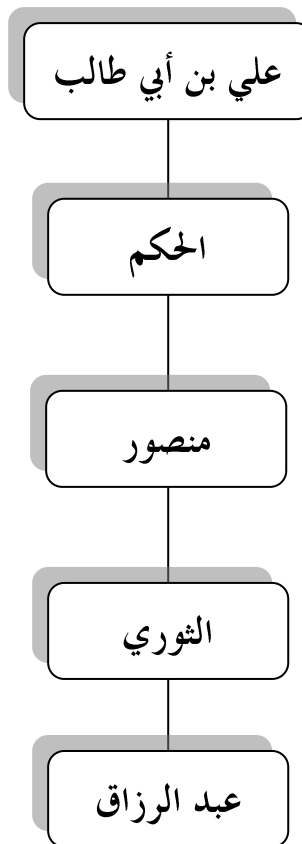 علي بن أبي طالب
الحكم
منصور
الثوري
عبد الرزاق